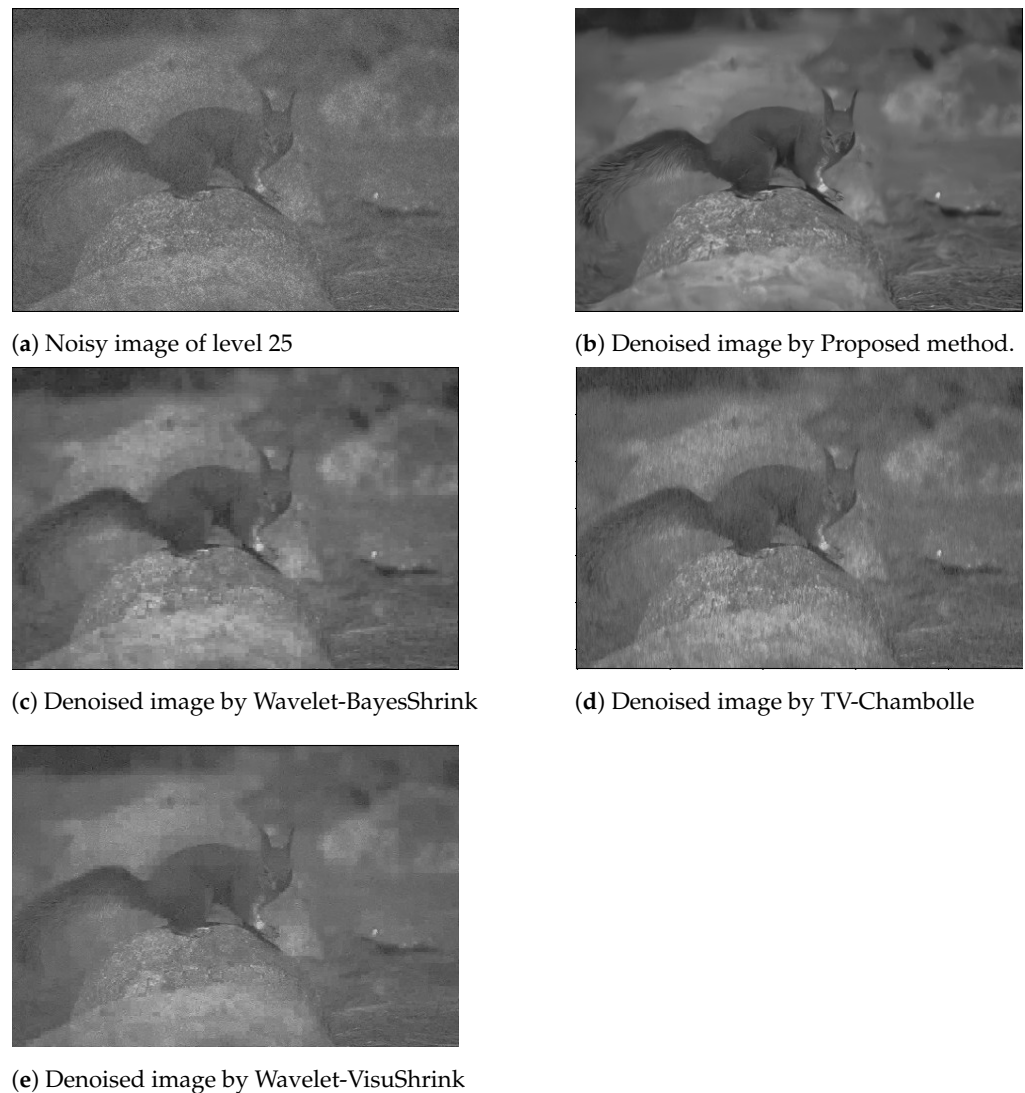 (a) Noisy image of level 25
(b) Denoised image by Proposed method.
(c) Denoised image by Wavelet-BayesShrink
(d) Denoised image by TV-Chambolle
(e) Denoised image by Wavelet-VisuShrink